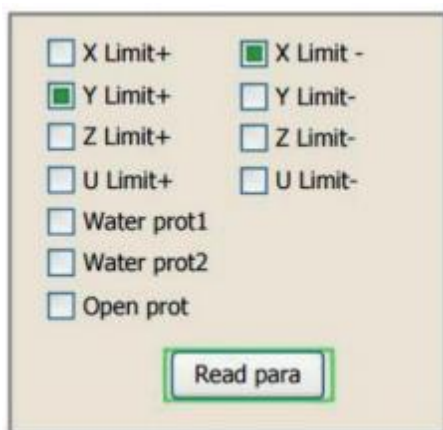 X Limit+ X Limit -
Y Limit+ Y Limit-
Z Limit+ Z Limit-
U Limit+ U Limit-
Water prot1
Water prot2
Open prot
Read para